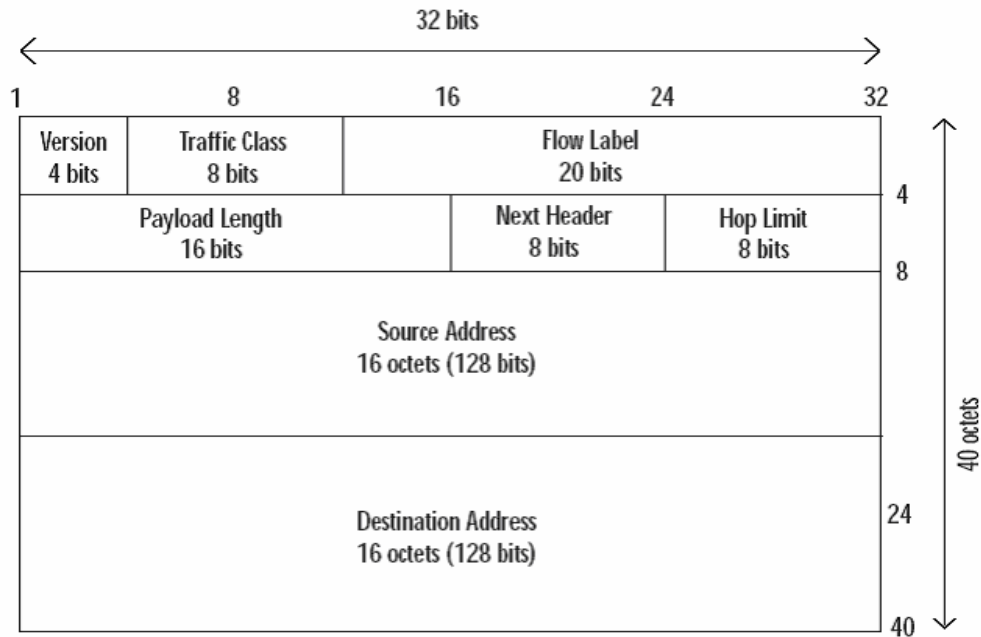 32 bits
1 8 16 24 32
Version Traffic Class Flow Label
4 bits 8 bits 20 bits
4
Payload Length Next Header Hop Limit
16 bits 8 bits 8 bits
8
Source Address
16 octets (128 bits)
40 octets
Destination Address
16 octets (128 bits)
24
40